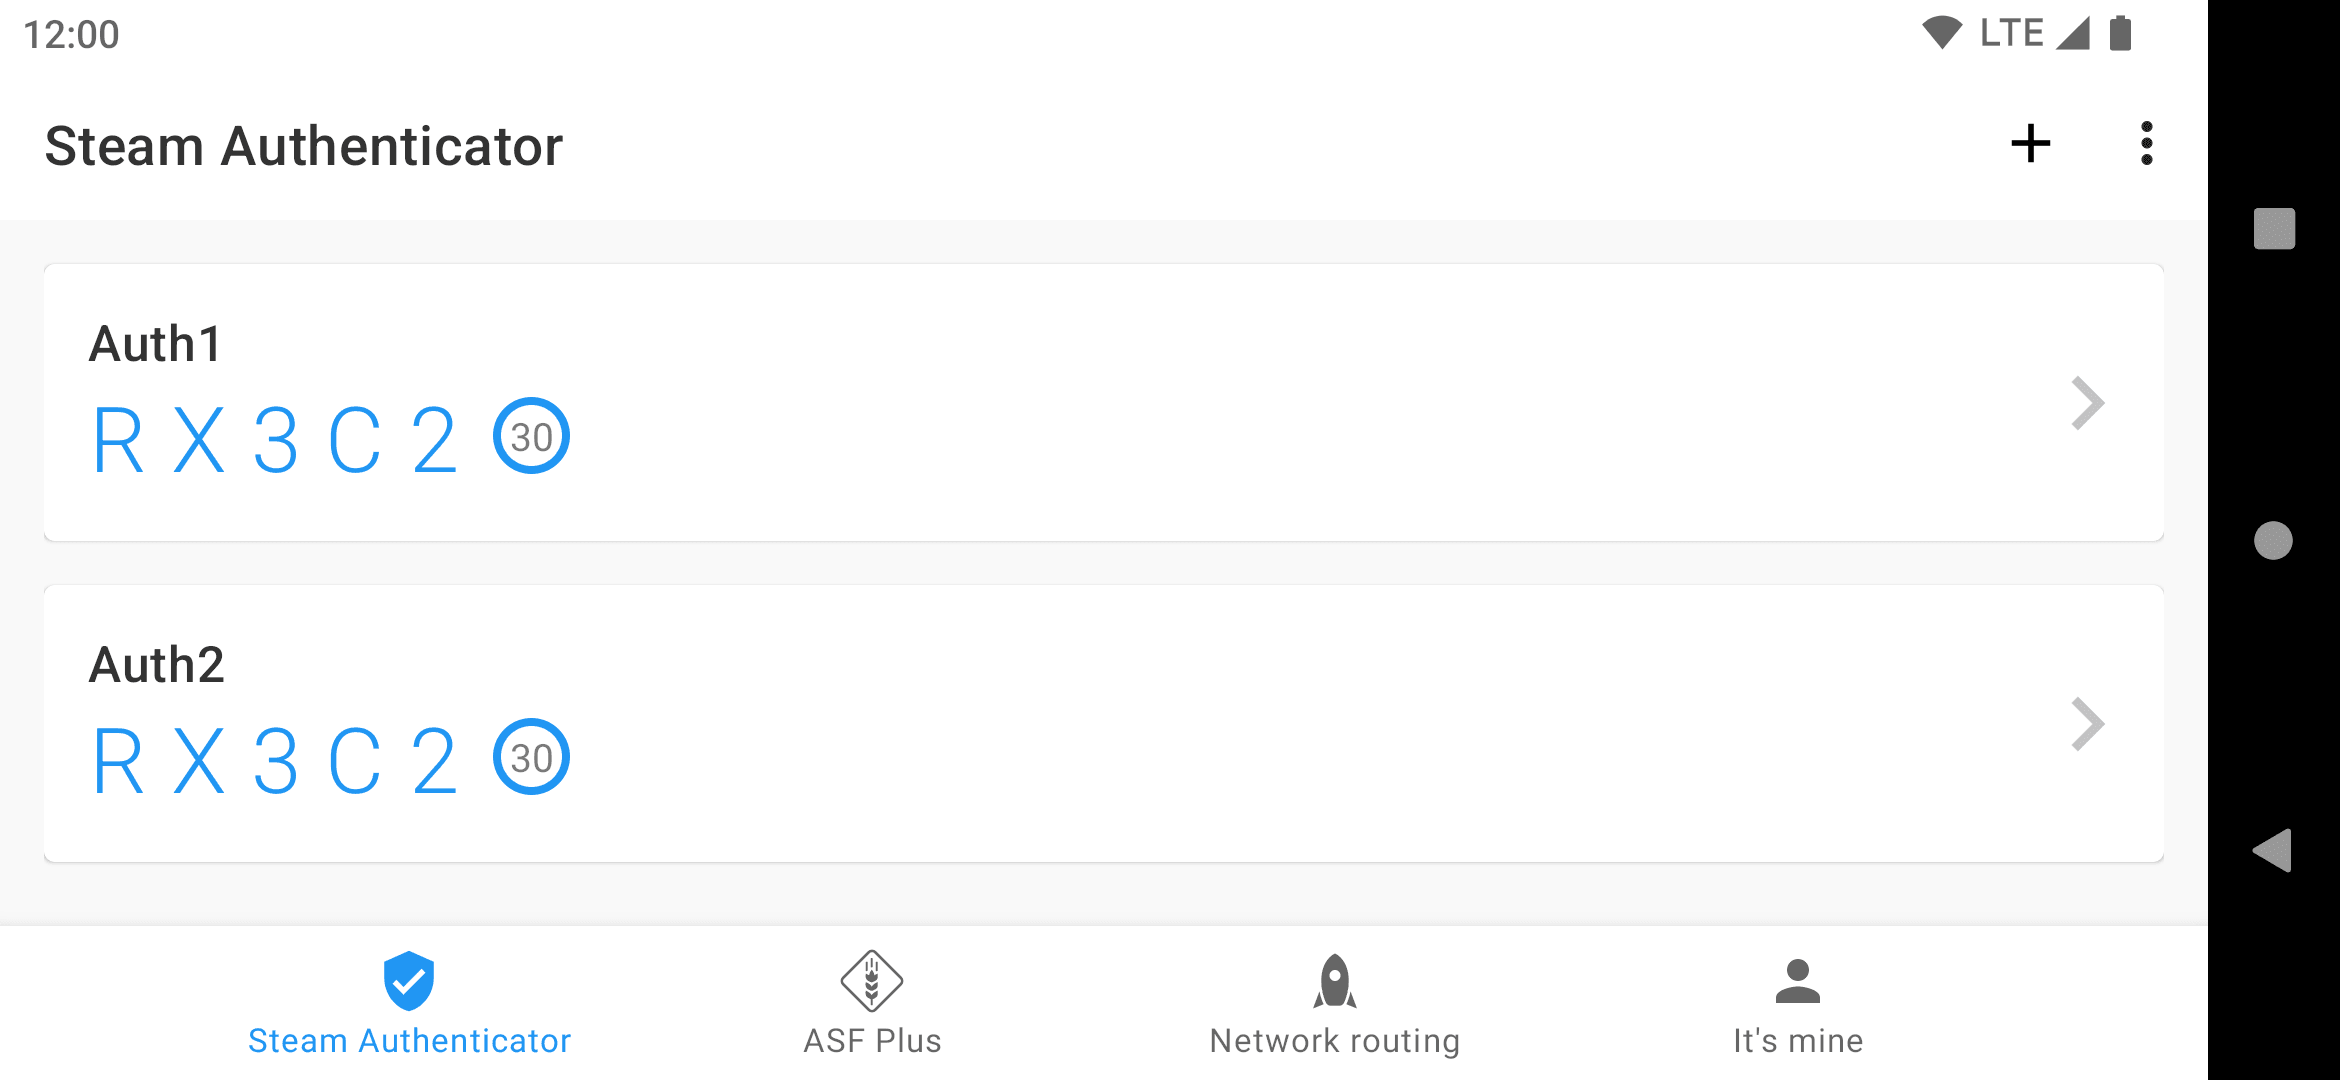 12:00
LTE
Steam Authenticator
Auth1
R X 3 C 2 30
Auth2
R X 3 C 2 30
Steam Authenticator
ASF Plus
Network routing
It's mine